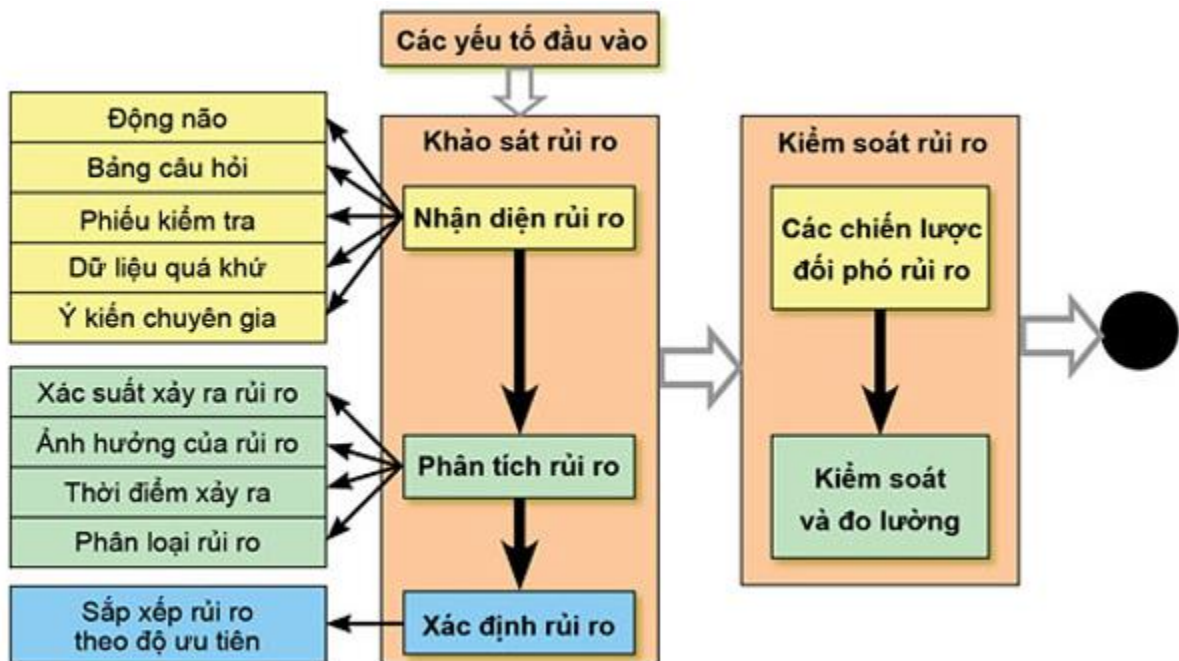 Các yếu tố đầu vào
Động não
Bảng câu hỏi
Phiếu kiểm tra
Dữ liệu quá khứ
Ý kiến chuyên gia
Xác suất xảy ra rủi ro
Ảnh hưởng của rủi ro
Thời điểm xảy ra
Phân loại rủi ro
Sắp xếp rủi ro
theo độ ưu tiên
Khảo sát rủi ro
Nhận diện rủi ro
Phân tích rủi ro
Xác định rủi ro
Kiểm soát rủi ro
Các chiến lược
đối phó rủi ro
Kiểm soát
và đo lường